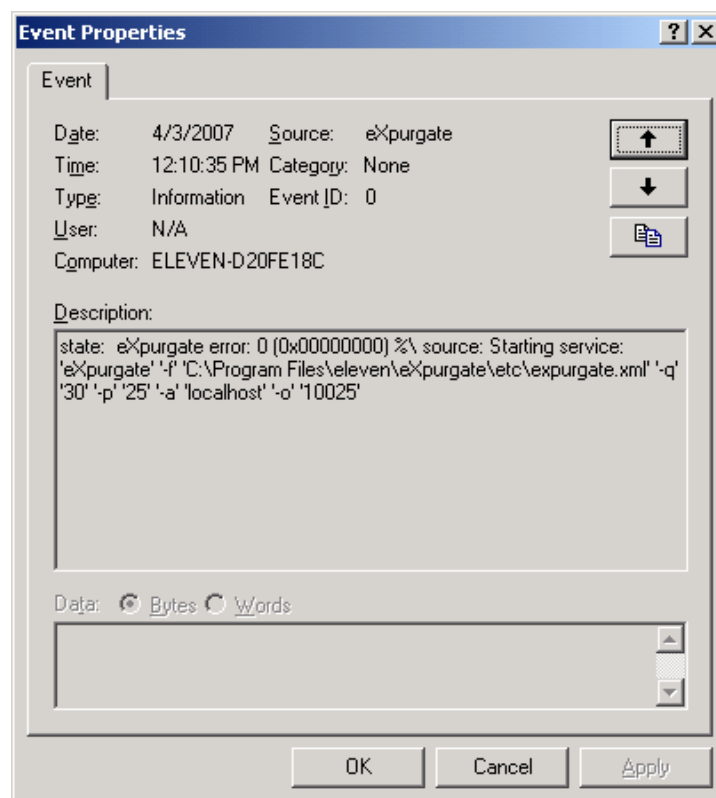 Event Properties
Event
Date: 4/3/2007 Source: eXpurgate
Time: 12:10:35 PM Category: None
Type: Information Event ID: 0
User: N/A
Computer: ELEVEN-D20FE18C
Description:
state: eXpurgate error: 0 (0x00000000) %\ source: Starting service:
'eXpurgate' '-f' 'C:\Program Files\eleven\eXpurgate\etc\expurgate.xml' '-q'
'30' '-p' '25' '-a' 'localhost' '-o' '10025'
Data: Bytes Words
OK Cancel Apply